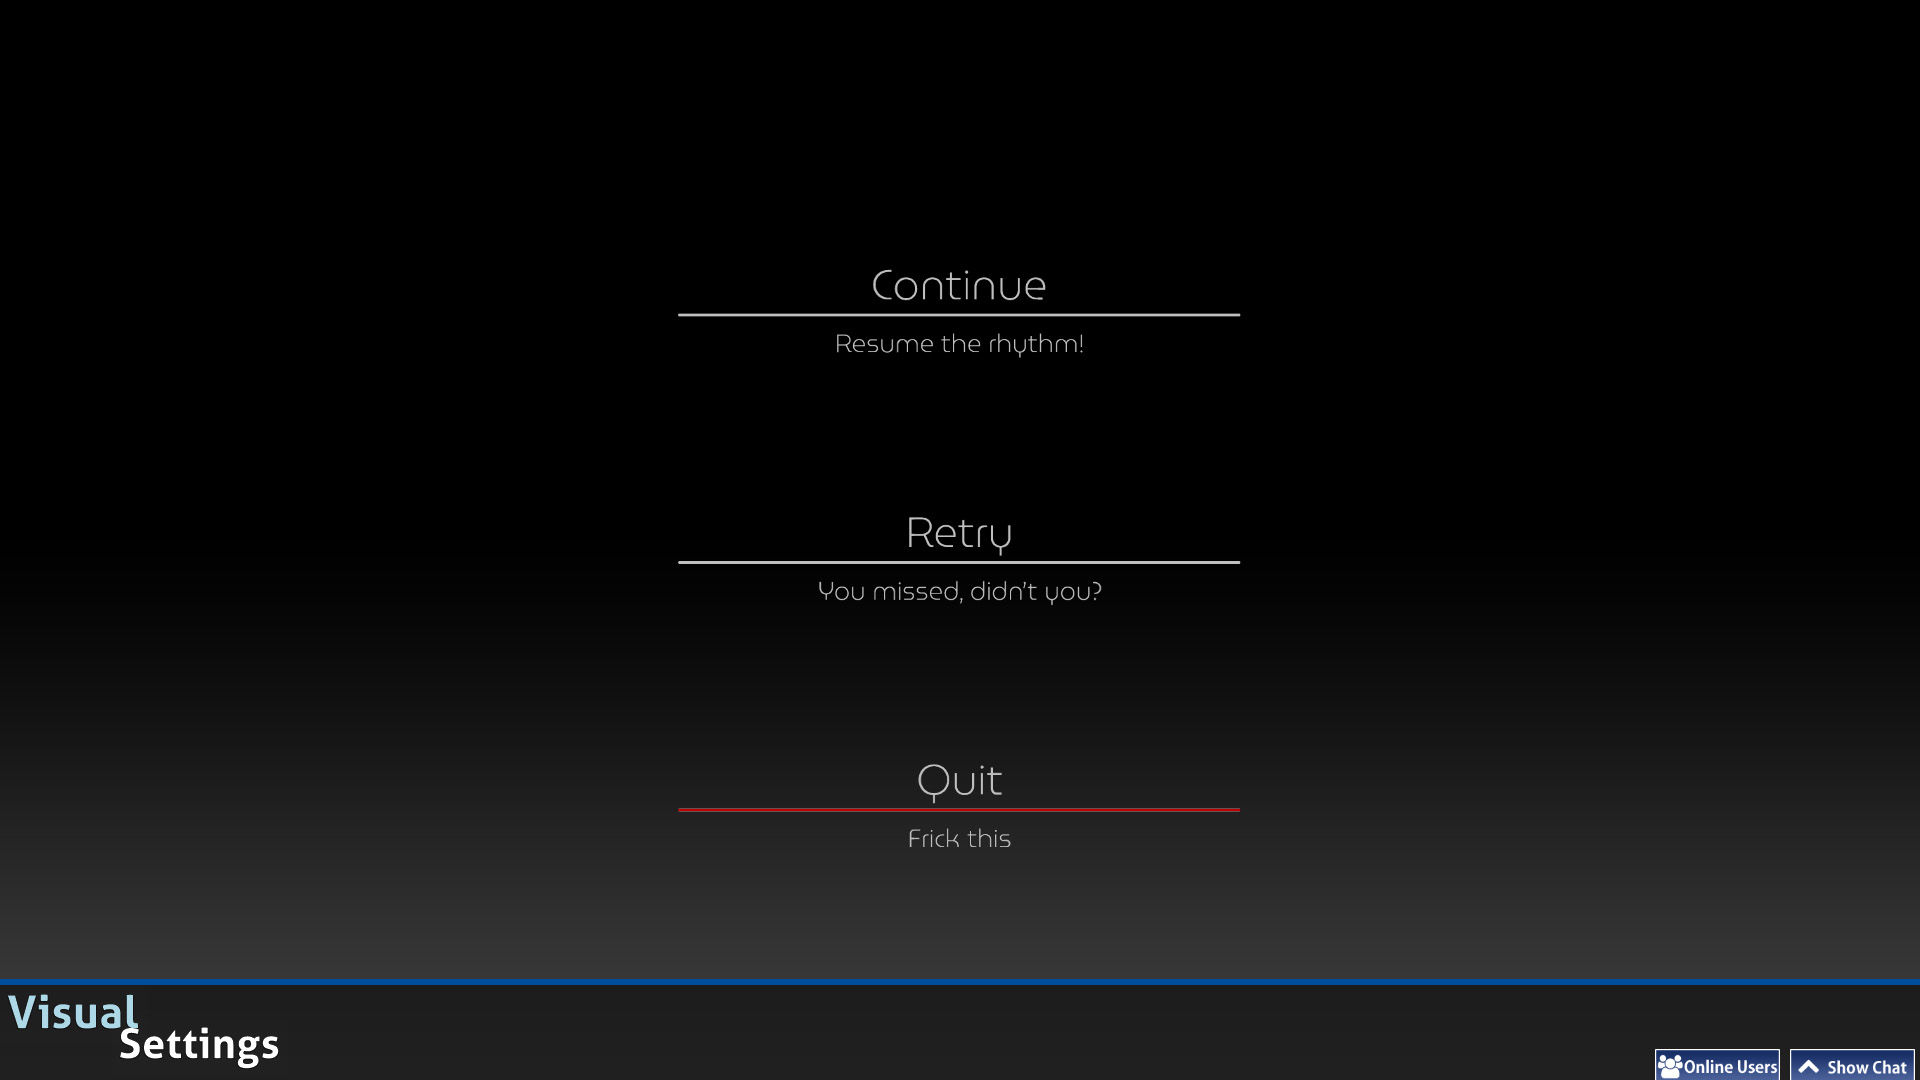 Continue
Resume the rhythm!
Retry
You missed, didn't you?
Quit
Frick this
Visual
Settings
Online Users
Show Chat